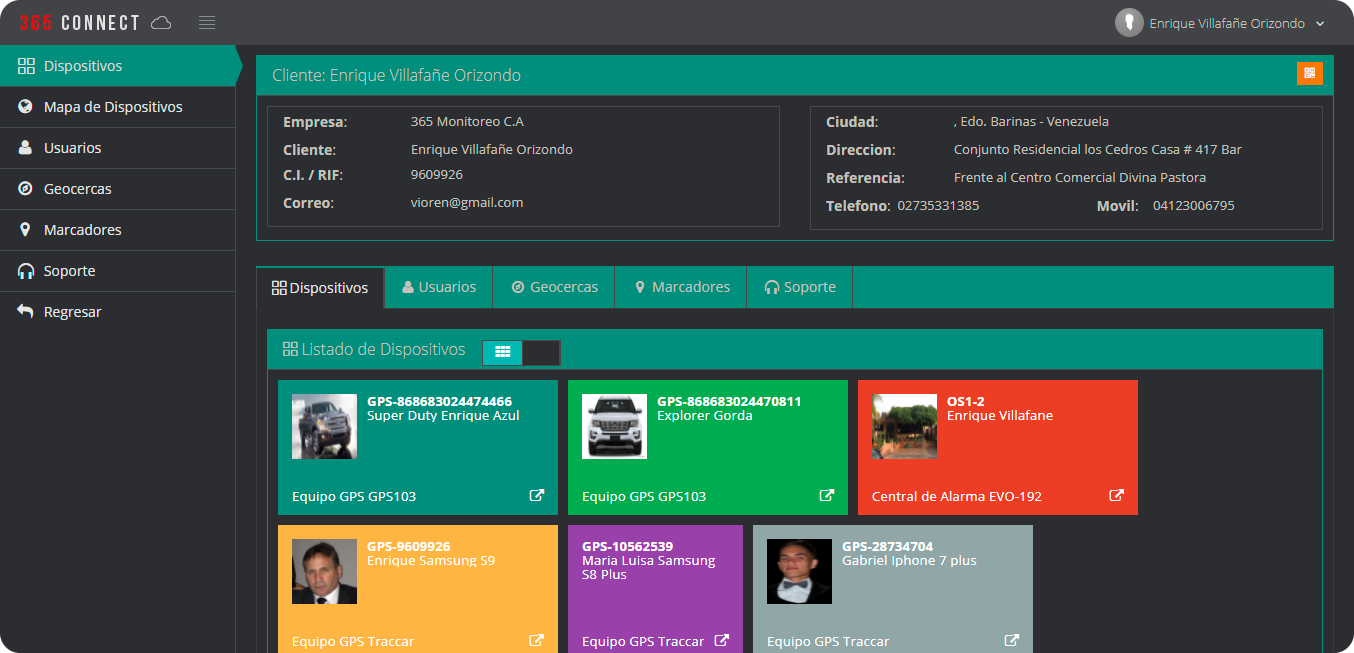 365 CONNECT
Enrique Villafañe Orizondo
Dispositivos
Mapa de Dispositivos
Usuarios
Geocercas
Marcadores
Soporte
Regresar
Cliente: Enrique Villafañe Orizondo
Empresa: 365 Monitoreo C.A
Cliente: Enrique Villafañe Orizondo
C.I. / RIF: 9609926
Correo: vioren@gmail.com
Ciudad: , Edo. Barinas - Venezuela
Direccion: Conjunto Residencial los Cedros Casa # 417 Bar
Referencia: Frente al Centro Comercial Divina Pastora
Telefono: 02735331385 Movil: 04123006795
Dispositivos Usuarios Geocercas Marcadores Soporte
Listado de Dispositivos
GPS-868683024474466
Super Duty Enrique Azul
Equipo GPS GPS103
GPS-868683024470811
Explorer Gorda
Equipo GPS GPS103
OS1-2
Enrique Villafane
Central de Alarma EVO-192
GPS-9609926
Enrique Samsung S9
Equipo GPS Traccar
GPS-10562539
Maria Luisa Samsung
S8 Plus
Equipo GPS Traccar
GPS-28734704
Gabriel Iphone 7 plus
Equipo GPS Traccar